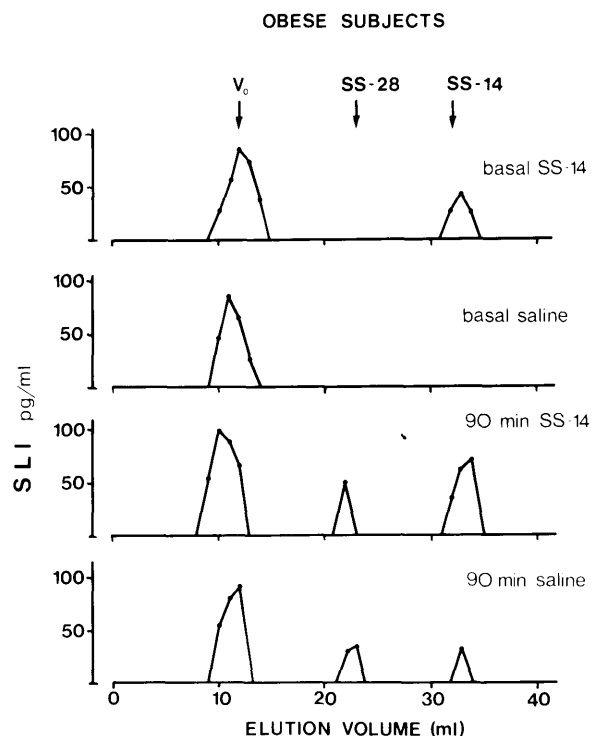 OBESE SUBJECTS
V₀ SS-28 SS-14
100
50
basal SS-14
basal saline
100
50
90 min SS-14
100
50
90 min saline
100
50
SLI pg/ml
0 10 20 30 40
ELUTION VOLUME (ml)